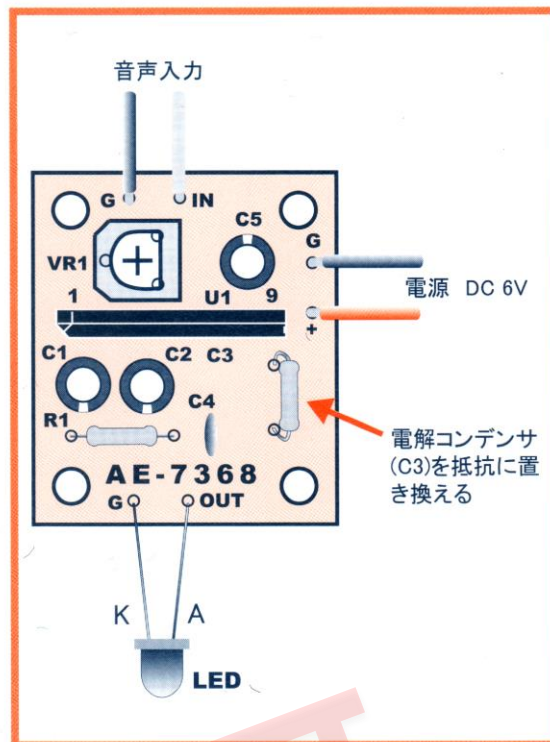 音声入力
G
IN
C5
VR1
G
電源 DC 6V
1
U1
9
+
C1
C2
C3
R1
C4
電解コンデンサ
(C3)を抵抗に置
き換える
AE-7368
G
OUT
K
A
LED